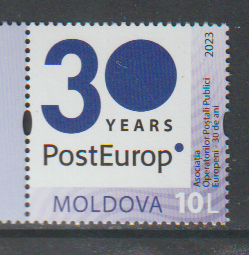 30
YEARS
PostEurop
MOLDOVA 10L
2023
Asociația
Operatorilor Poștali Publici
Europeni - 30 de ani